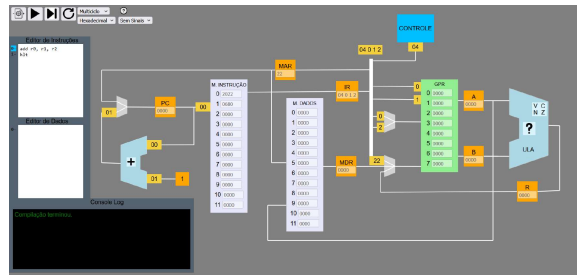 Multiciclo
Hexadecimal
Sem Sinais
Editor de Instruções
add r0, r1, r2
hlt
Editor de Dados
Console Log
Compilação terminou.
CONTROLE
04 0 1 2
04
MAR
PC
0000
01
00
00
+
01
1
M. INSTRUÇÃO
0
1 0000
2 0000
3 0000
4 0000
5 0000
6 0000
7 0000
8 0000
9 0000
10 0000
11 0000
M. DADOS
0 0000
1 0000
2 0000
3 0000
4 0000
5 0000
6 0000
7 0000
8 0000
9 0000
10 0000
11 0000
IR
04 0 1 2
MDR
0000
0
1
0
2
22
GPR
0 0000
1 0000
2 0000
3 0000
4 0000
5 0000
6 0000
7 0000
A
0000
B
0000
V C
N Z
?
ULA
R
0000